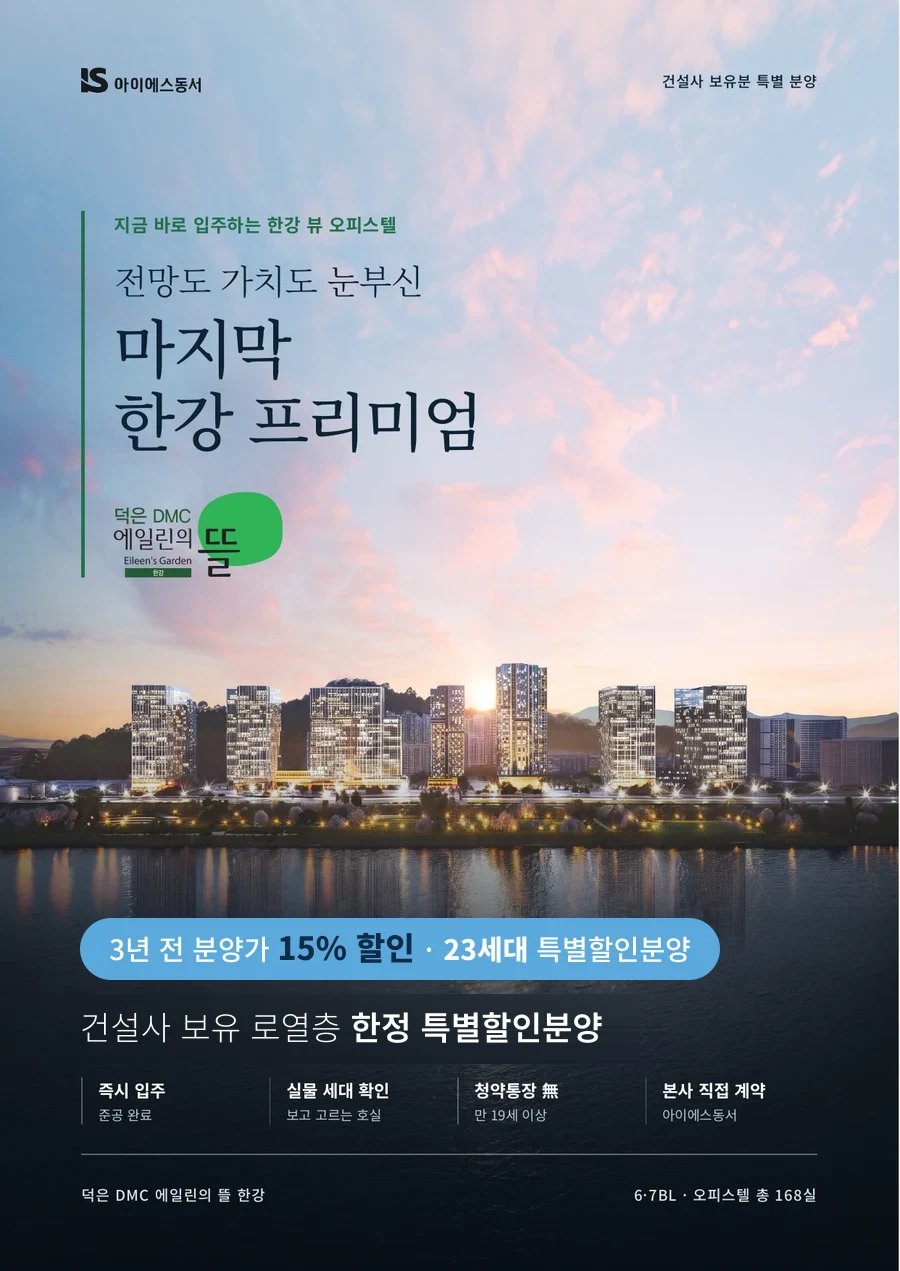 IS 아이에스동서
건설사 보유분 특별 분양
지금 바로 입주하는 한강 뷰 오피스텔
전망도 가치도 눈부신
마지막
한강 프리미엄
덕은 DMC
에일린의 뜰
Eileen's Garden
한강
3년 전 분양가 15% 할인 · 23세대 특별할인분양
건설사 보유 로열층 한정 특별할인분양
즉시 입주
준공 완료
실물 세대 확인
보고 고르는 호실
청약통장 無
만 19세 이상
본사 직접 계약
아이에스동서
덕은 DMC 에일린의 뜰 한강
6·7BL · 오피스텔 총 168실